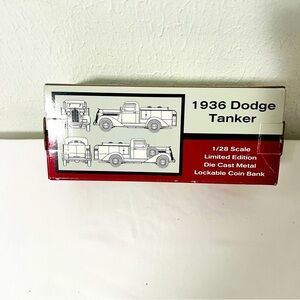 1936 Dodge
Tanker
1/28 Scale
Limited Edition
Die Cast Metal
Lockable Coin Bank